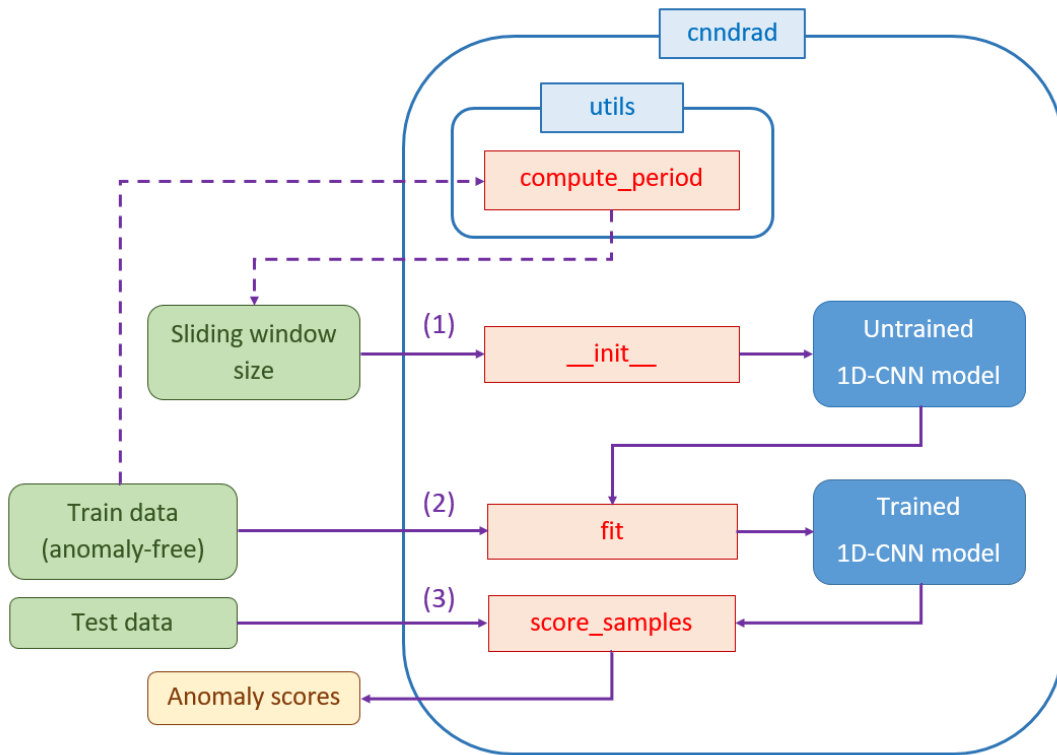 cnndrad
utils
compute_period
Sliding window
size
(1)
__init__
Untrained
1D-CNN model
Train data
(anomaly-free)
(2)
fit
Trained
1D-CNN model
Test data
(3)
score_samples
Anomaly scores